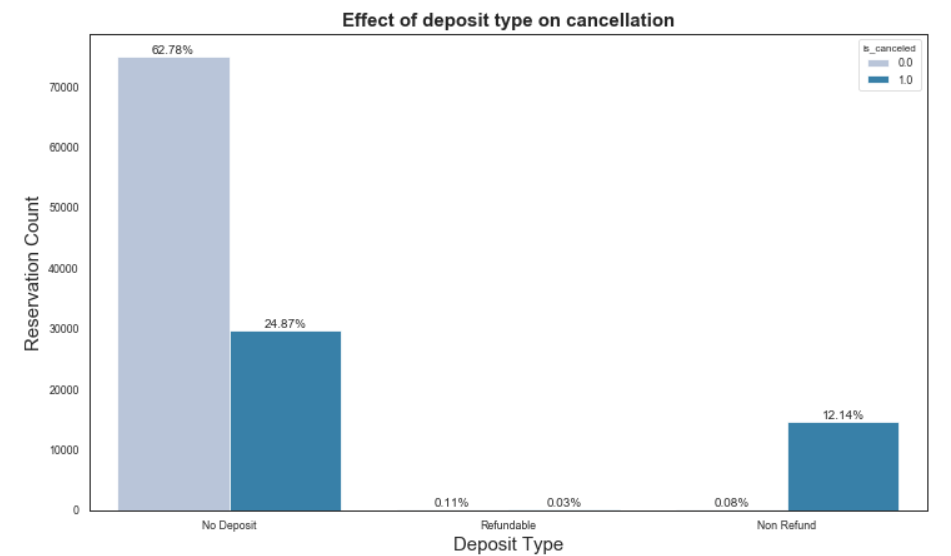 Effect of deposit type on cancellation
62.78%
is_canceled
0.0
1.0
70000
60000
50000
40000
30000
20000
10000
0
Reservation Count
24.87%
12.14%
0.11%
0.03%
0.08%
No Deposit
Refundable
Non Refund
Deposit Type